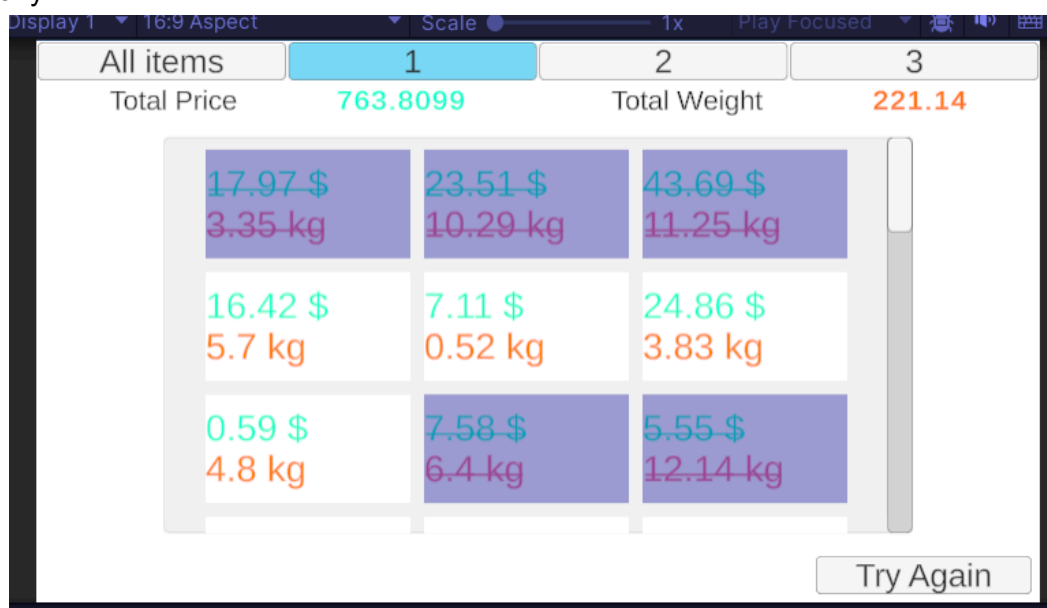 Display 1 16:9 Aspect Scale 1x Play Focused
All items 1 2 3
Total Price 763.8099 Total Weight 221.14
17.97 $ 23.51 $ 43.69 $
3.35 kg 10.29 kg 11.25 kg
16.42 $ 7.11 $ 24.86 $
5.7 kg 0.52 kg 3.83 kg
0.59 $ 7.58 $ 5.55 $
4.8 kg 6.4 kg 12.14 kg
Try Again